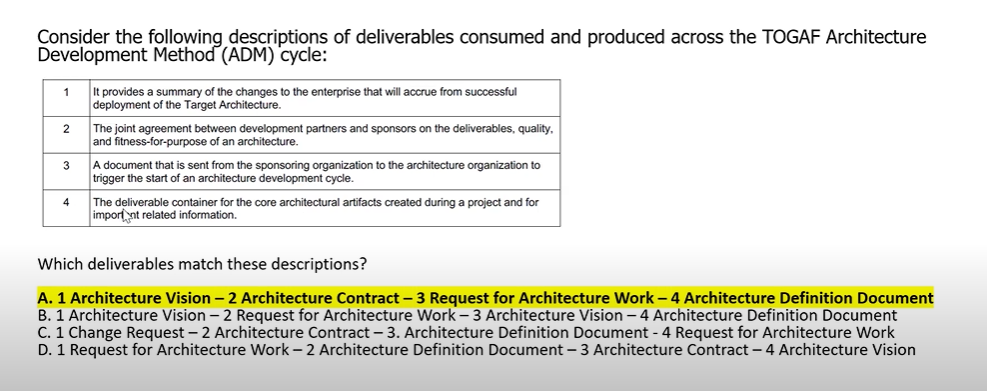 Consider the following descriptions of deliverables consumed and produced across the TOGAF Architecture
Development Method (ADM) cycle:
1 It provides a summary of the changes to the enterprise that will accrue from successful
deployment of the Target Architecture.
2 The joint agreement between development partners and sponsors on the deliverables, quality,
and fitness-for-purpose of an architecture.
3 A document that is sent from the sponsoring organization to the architecture organization to
trigger the start of an architecture development cycle.
4 The deliverable container for the core architectural artifacts created during a project and for
important related information.
Which deliverables match these descriptions?
A. 1 Architecture Vision – 2 Architecture Contract – 3 Request for Architecture Work – 4 Architecture Definition Document
B. 1 Architecture Vision – 2 Request for Architecture Work – 3 Architecture Vision – 4 Architecture Definition Document
C. 1 Change Request – 2 Architecture Contract – 3. Architecture Definition Document - 4 Request for Architecture Work
D. 1 Request for Architecture Work – 2 Architecture Definition Document – 3 Architecture Contract – 4 Architecture Vision